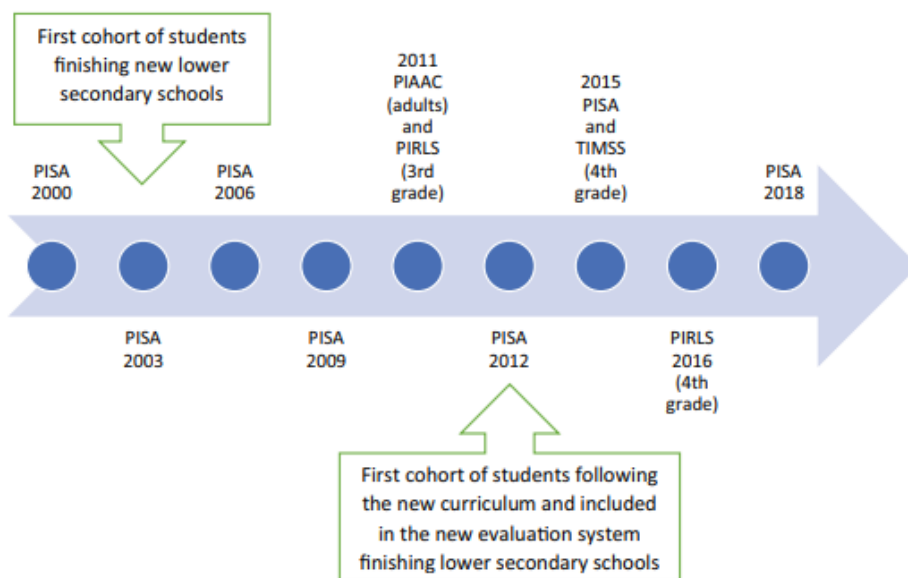 First cohort of students
finishing new lower
secondary schools
PISA
2000
PISA
2006
2011
PIAAC
(adults)
and
PIRLS
(3rd
grade)
2015
PISA
and
TIMSS
(4th
grade)
PISA
2018
PISA
2003
PISA
2009
PISA
2012
PIRLS
2016
(4th
grade)
First cohort of students following
the new curriculum and included
in the new evaluation system
finishing lower secondary schools